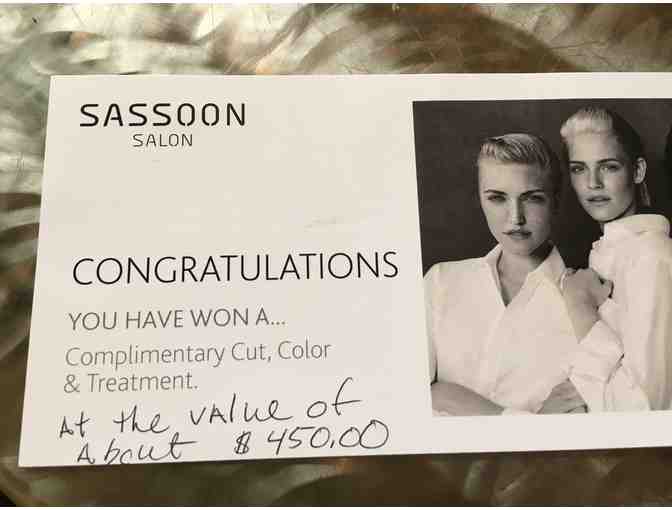 SASSOON
SALON
CONGRATULATIONS
YOU HAVE WON A...
Complimentary Cut, Color
& Treatment.
At the value of
About $450.00